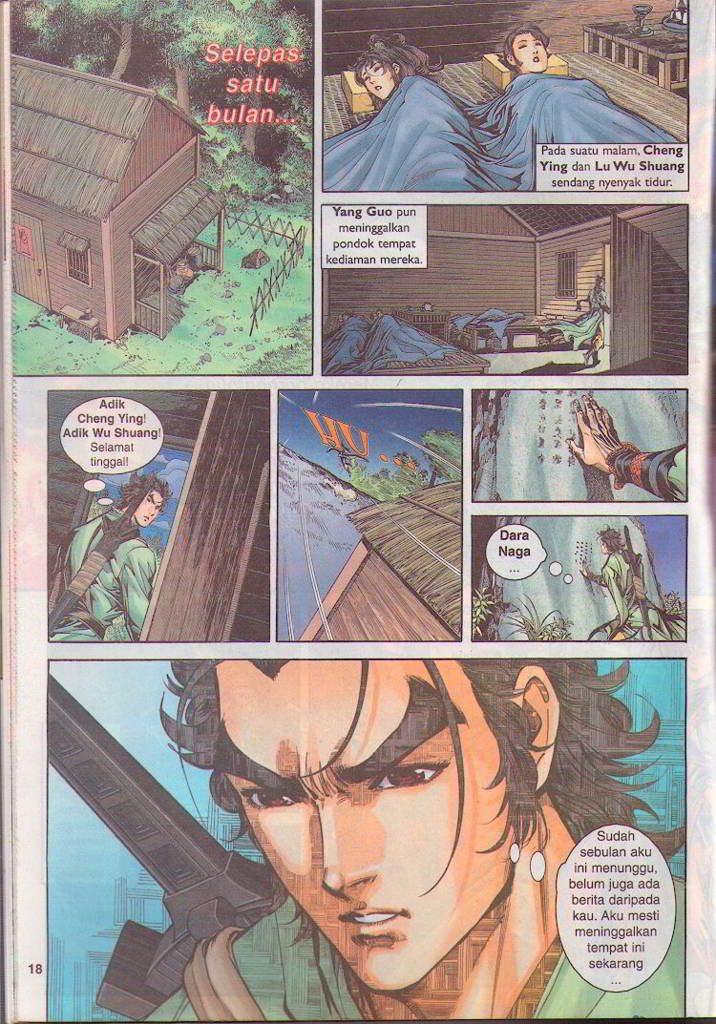 Selepas
satu
bulan...
Pada suatu malam, Cheng
Ying dan Lu Wu Shuang
sendang nyenyak tidur.
Yang Guo pun
meninggalkan
pondok tempat
kediaman mereka.
Adik
Cheng Ying!
Adik Wu Shuang!
Selamat
tinggal!
HU...
Dara
Naga
...
Sudah
sebulan aku
ini menunggu,
belum juga ada
berita daripada
kau. Aku mesti
meninggalkan
tempat ini
sekarang
...
18